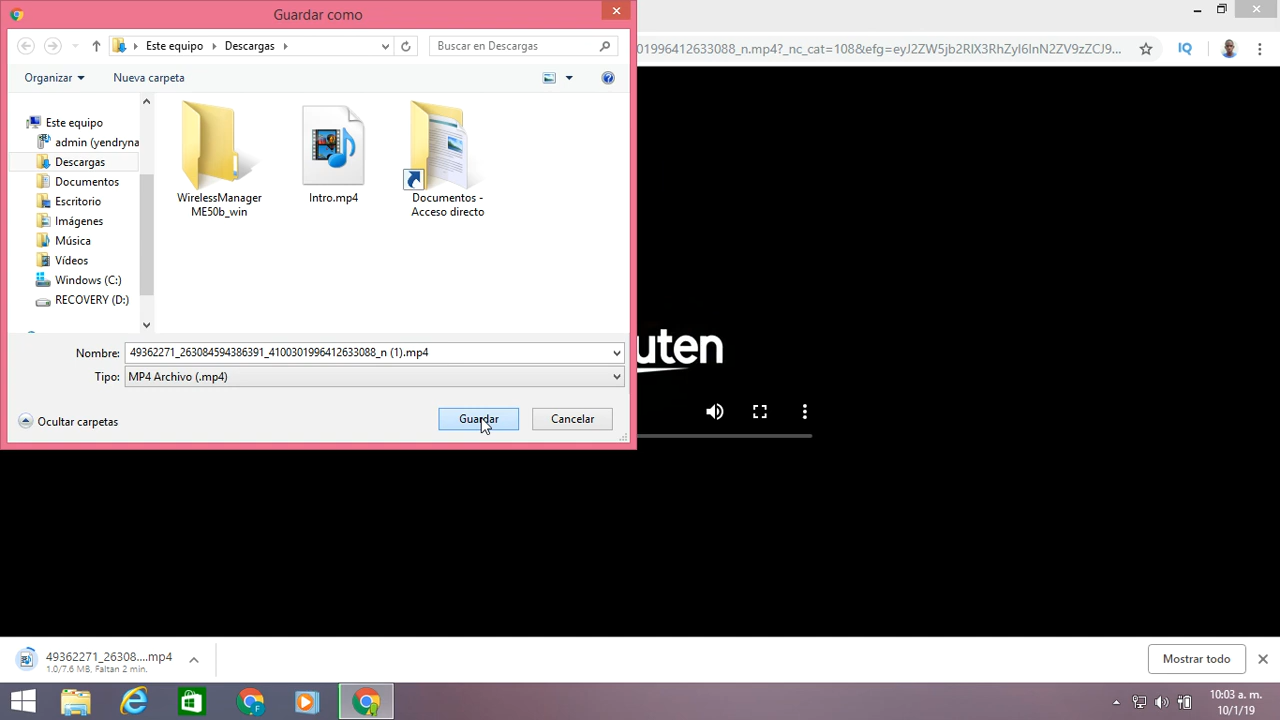 Guardar como
Este equipo
Descargas
Buscar en Descargas
01996412633088_n.mp4?_nc_cat=108&efg=eyJ2ZW5jb2RlX3RhZyI6InN2ZV9zZCJ9...
IQ
Organizar
Nueva carpeta
Este equipo
admin (yendryna
Descargas
Documentos
Escritorio
Imágenes
Música
Vídeos
Windows (C:)
RECOVERY (D:)
WirelessManager
ME50b_win
Intro.mp4
Documentos -
Acceso directo
Nombre: 49362271_263084594386391_4100301996412633088_n (1).mp4
Tipo: MP4 Archivo (.mp4)
Ocultar carpetas
Guardar
Cancelar
uten
49362271_26308....mp4
1.0/7.6 MB, Faltan 2 min.
Mostrar todo
10:03 a. m.
10/1/19